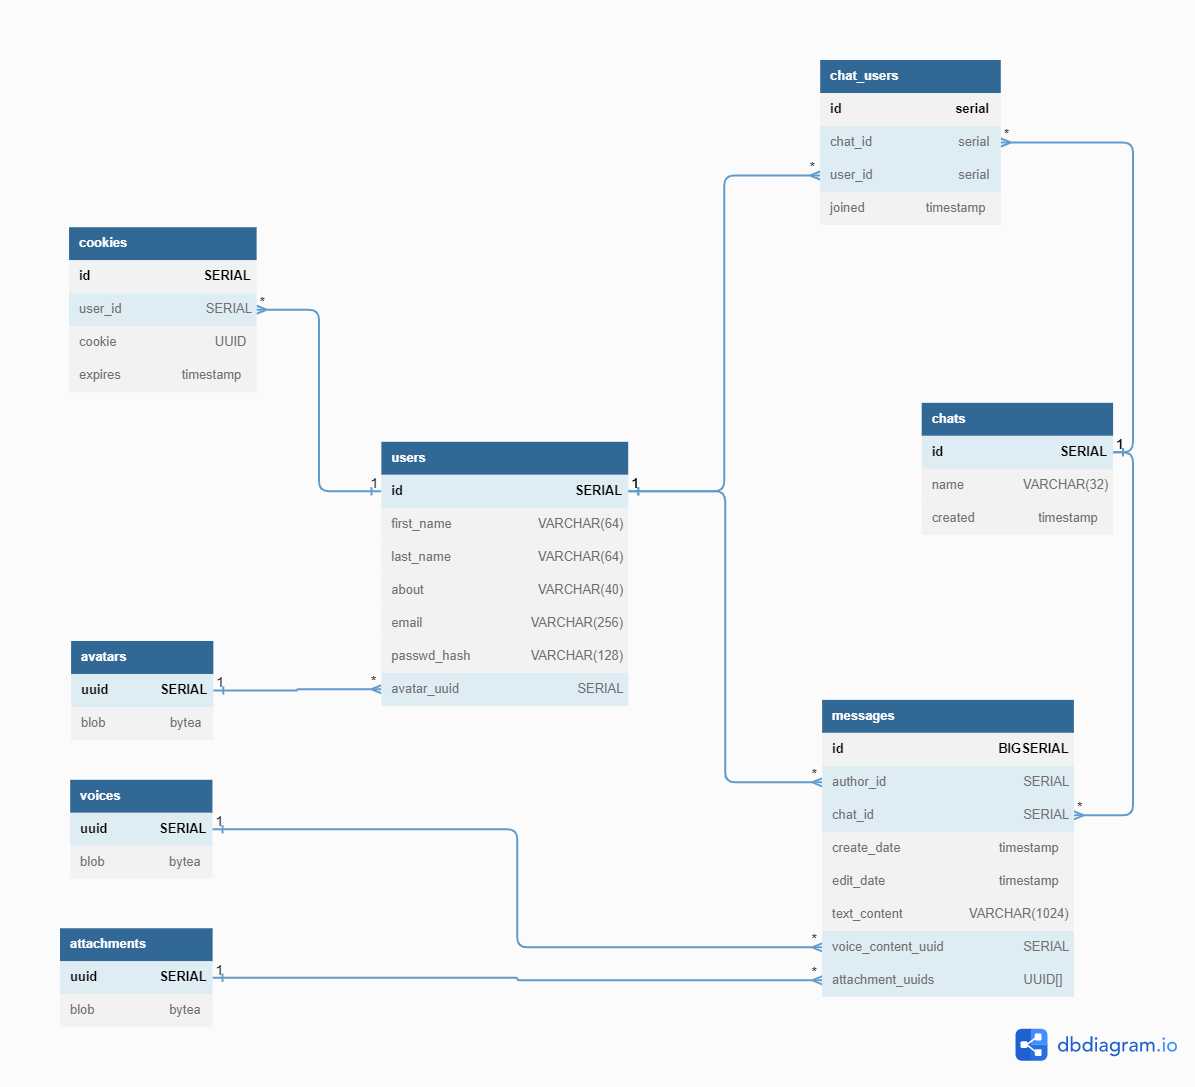 chat_users
id serial
chat_id serial *
* user_id serial
joined timestamp
cookies
id SERIAL
user_id SERIAL *
cookie UUID
expires timestamp
chats
id SERIAL 1
name VARCHAR(32)
created timestamp
users
1 id SERIAL 1
first_name VARCHAR(64)
last_name VARCHAR(64)
about VARCHAR(40)
email VARCHAR(256)
passwd_hash VARCHAR(128)
* avatar_uuid SERIAL
avatars
uuid SERIAL 1
blob bytea
messages
id BIGSERIAL
* author_id SERIAL
chat_id SERIAL *
create_date timestamp
edit_date timestamp
text_content VARCHAR(1024)
* voice_content_uuid SERIAL
* attachment_uuids UUID[]
voices
uuid SERIAL 1
blob bytea
attachments
uuid SERIAL 1
blob bytea
dbdiagram.io